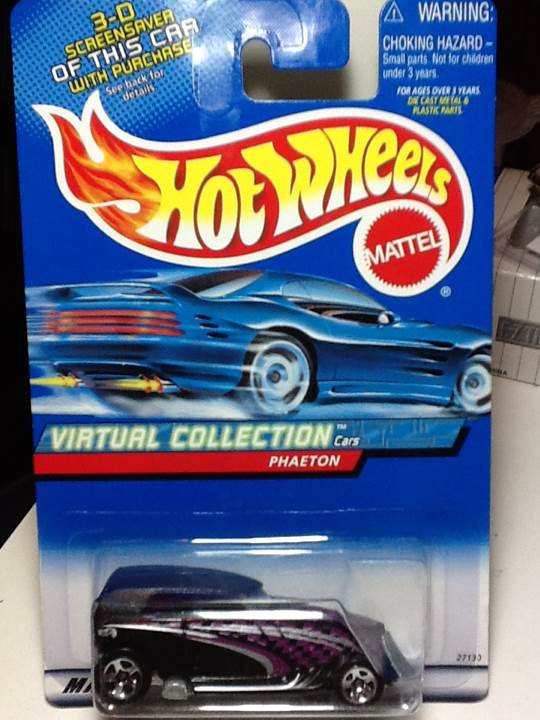 3-D
SCREENSAVER
OF THIS CAR
WITH PURCHASE
See back for
details
WARNING:
CHOKING HAZARD –
Small parts. Not for children
under 3 years.
FOR AGES OVER 3 YEARS.
DIE CAST METAL &
PLASTIC PARTS.
HOT WHEELS
MATTEL
®
VIRTUAL COLLECTION™
Cars
PHAETON